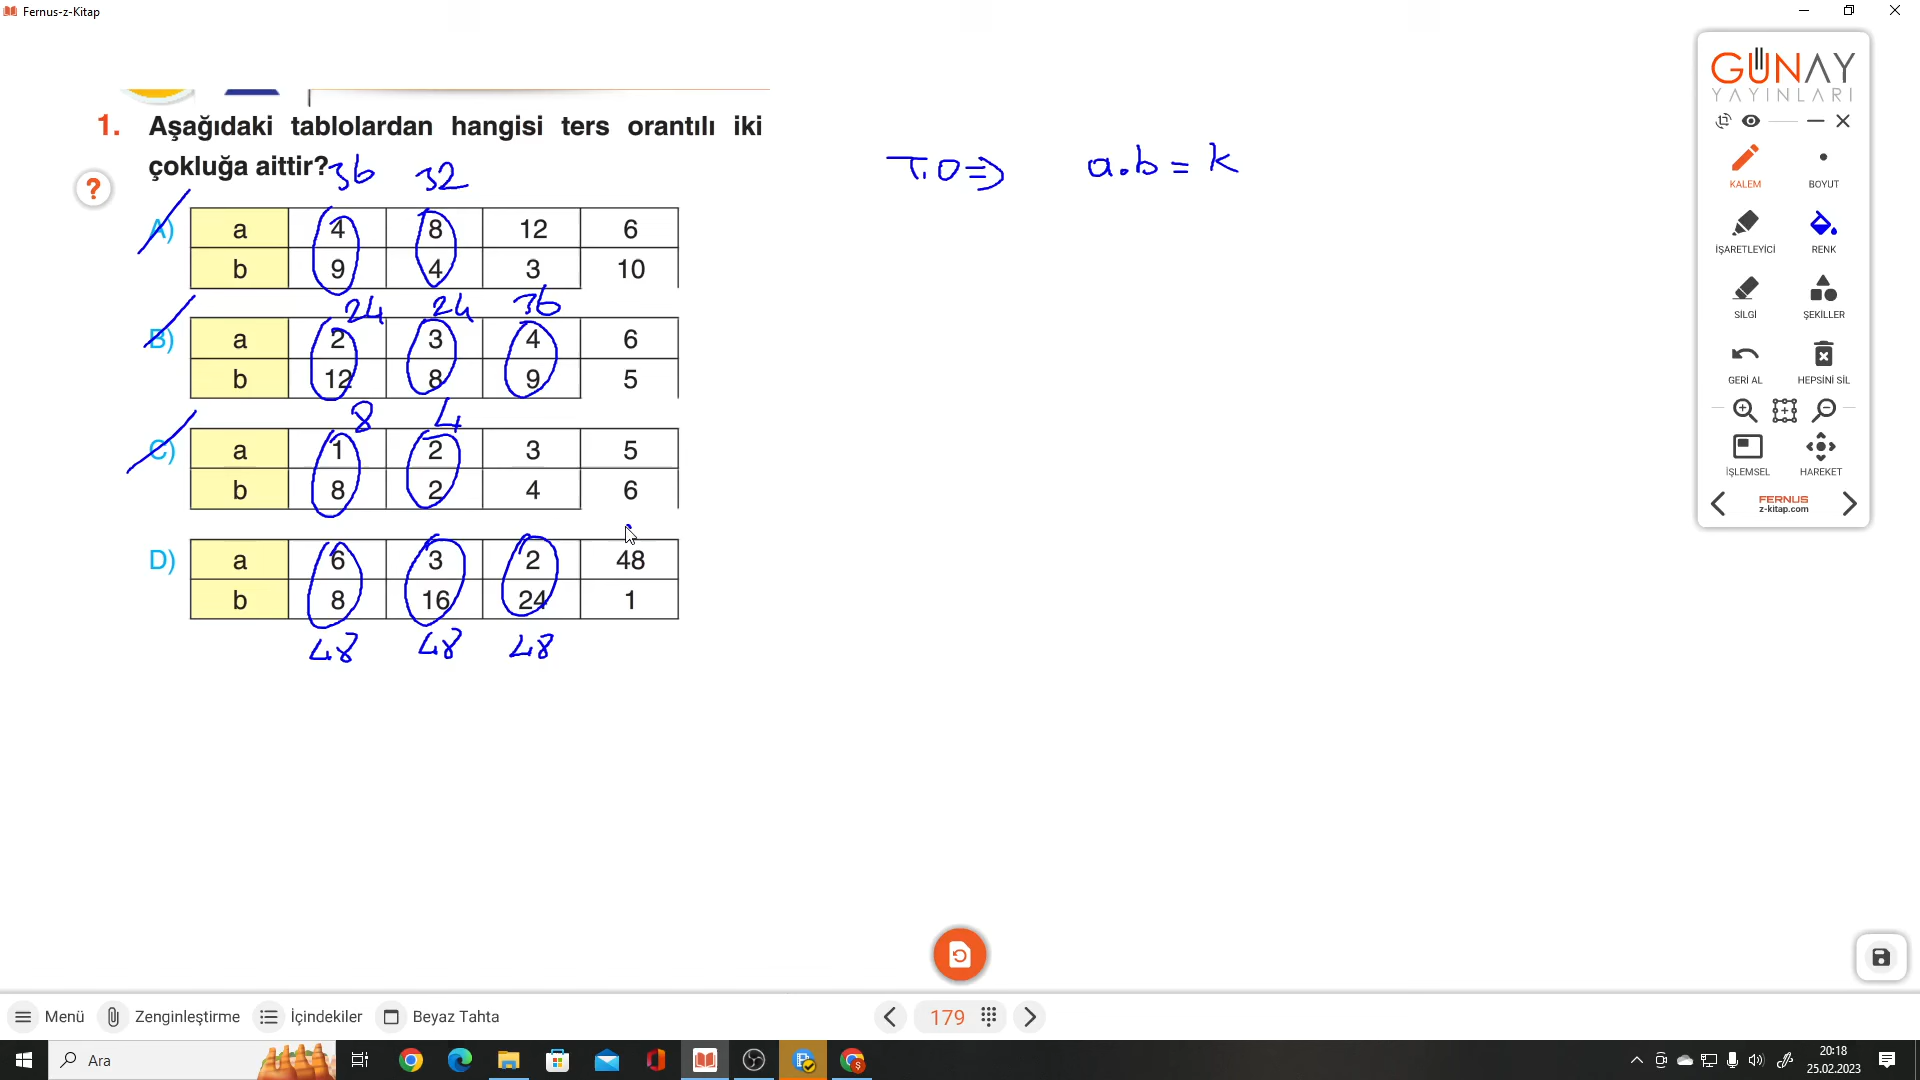 Fernus-z-Kitap
1. Aşağıdaki tablolardan hangisi ters orantılı iki
çokluğa aittir?
36 32
T.O⇒ a.b = k
A) a 4 8 12 6
b 9 4 3 10
24 24 36
B) a 2 3 4 6
b 12 8 9 5
8 4
C) a 1 2 3 5
b 8 2 4 6
D) a 6 3 2 48
b 8 16 24 1
48 48 48
GÜNAY
YAYINLARI
KALEM BOYUT
İŞARETLEYİCİ RENK
SİLGİ ŞEKİLLER
GERİ AL HEPSİNİ SİL
İŞLEMSEL HAREKET
FERNUS
z-kitap.com
Menü Zenginleştirme İçindekiler Beyaz Tahta 179
Ara
20:18
25.02.2023